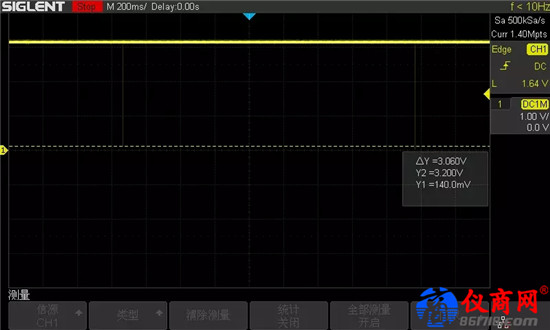 SIGLENT Stop M 200ms/ Delay:0.00s f < 10Hz
Sa 500kSa/s
Curr 1.40Mpts
Edge CH1
DC
L 1.64 V
1 DC1M
1.00 V/
0.0 V
1
ΔY =3.060V
Y2 =3.200V
Y1 =140.0mV
测量
信源 CH1
类型
清除测量
统计 关闭
全部测量 开启
仪商网®